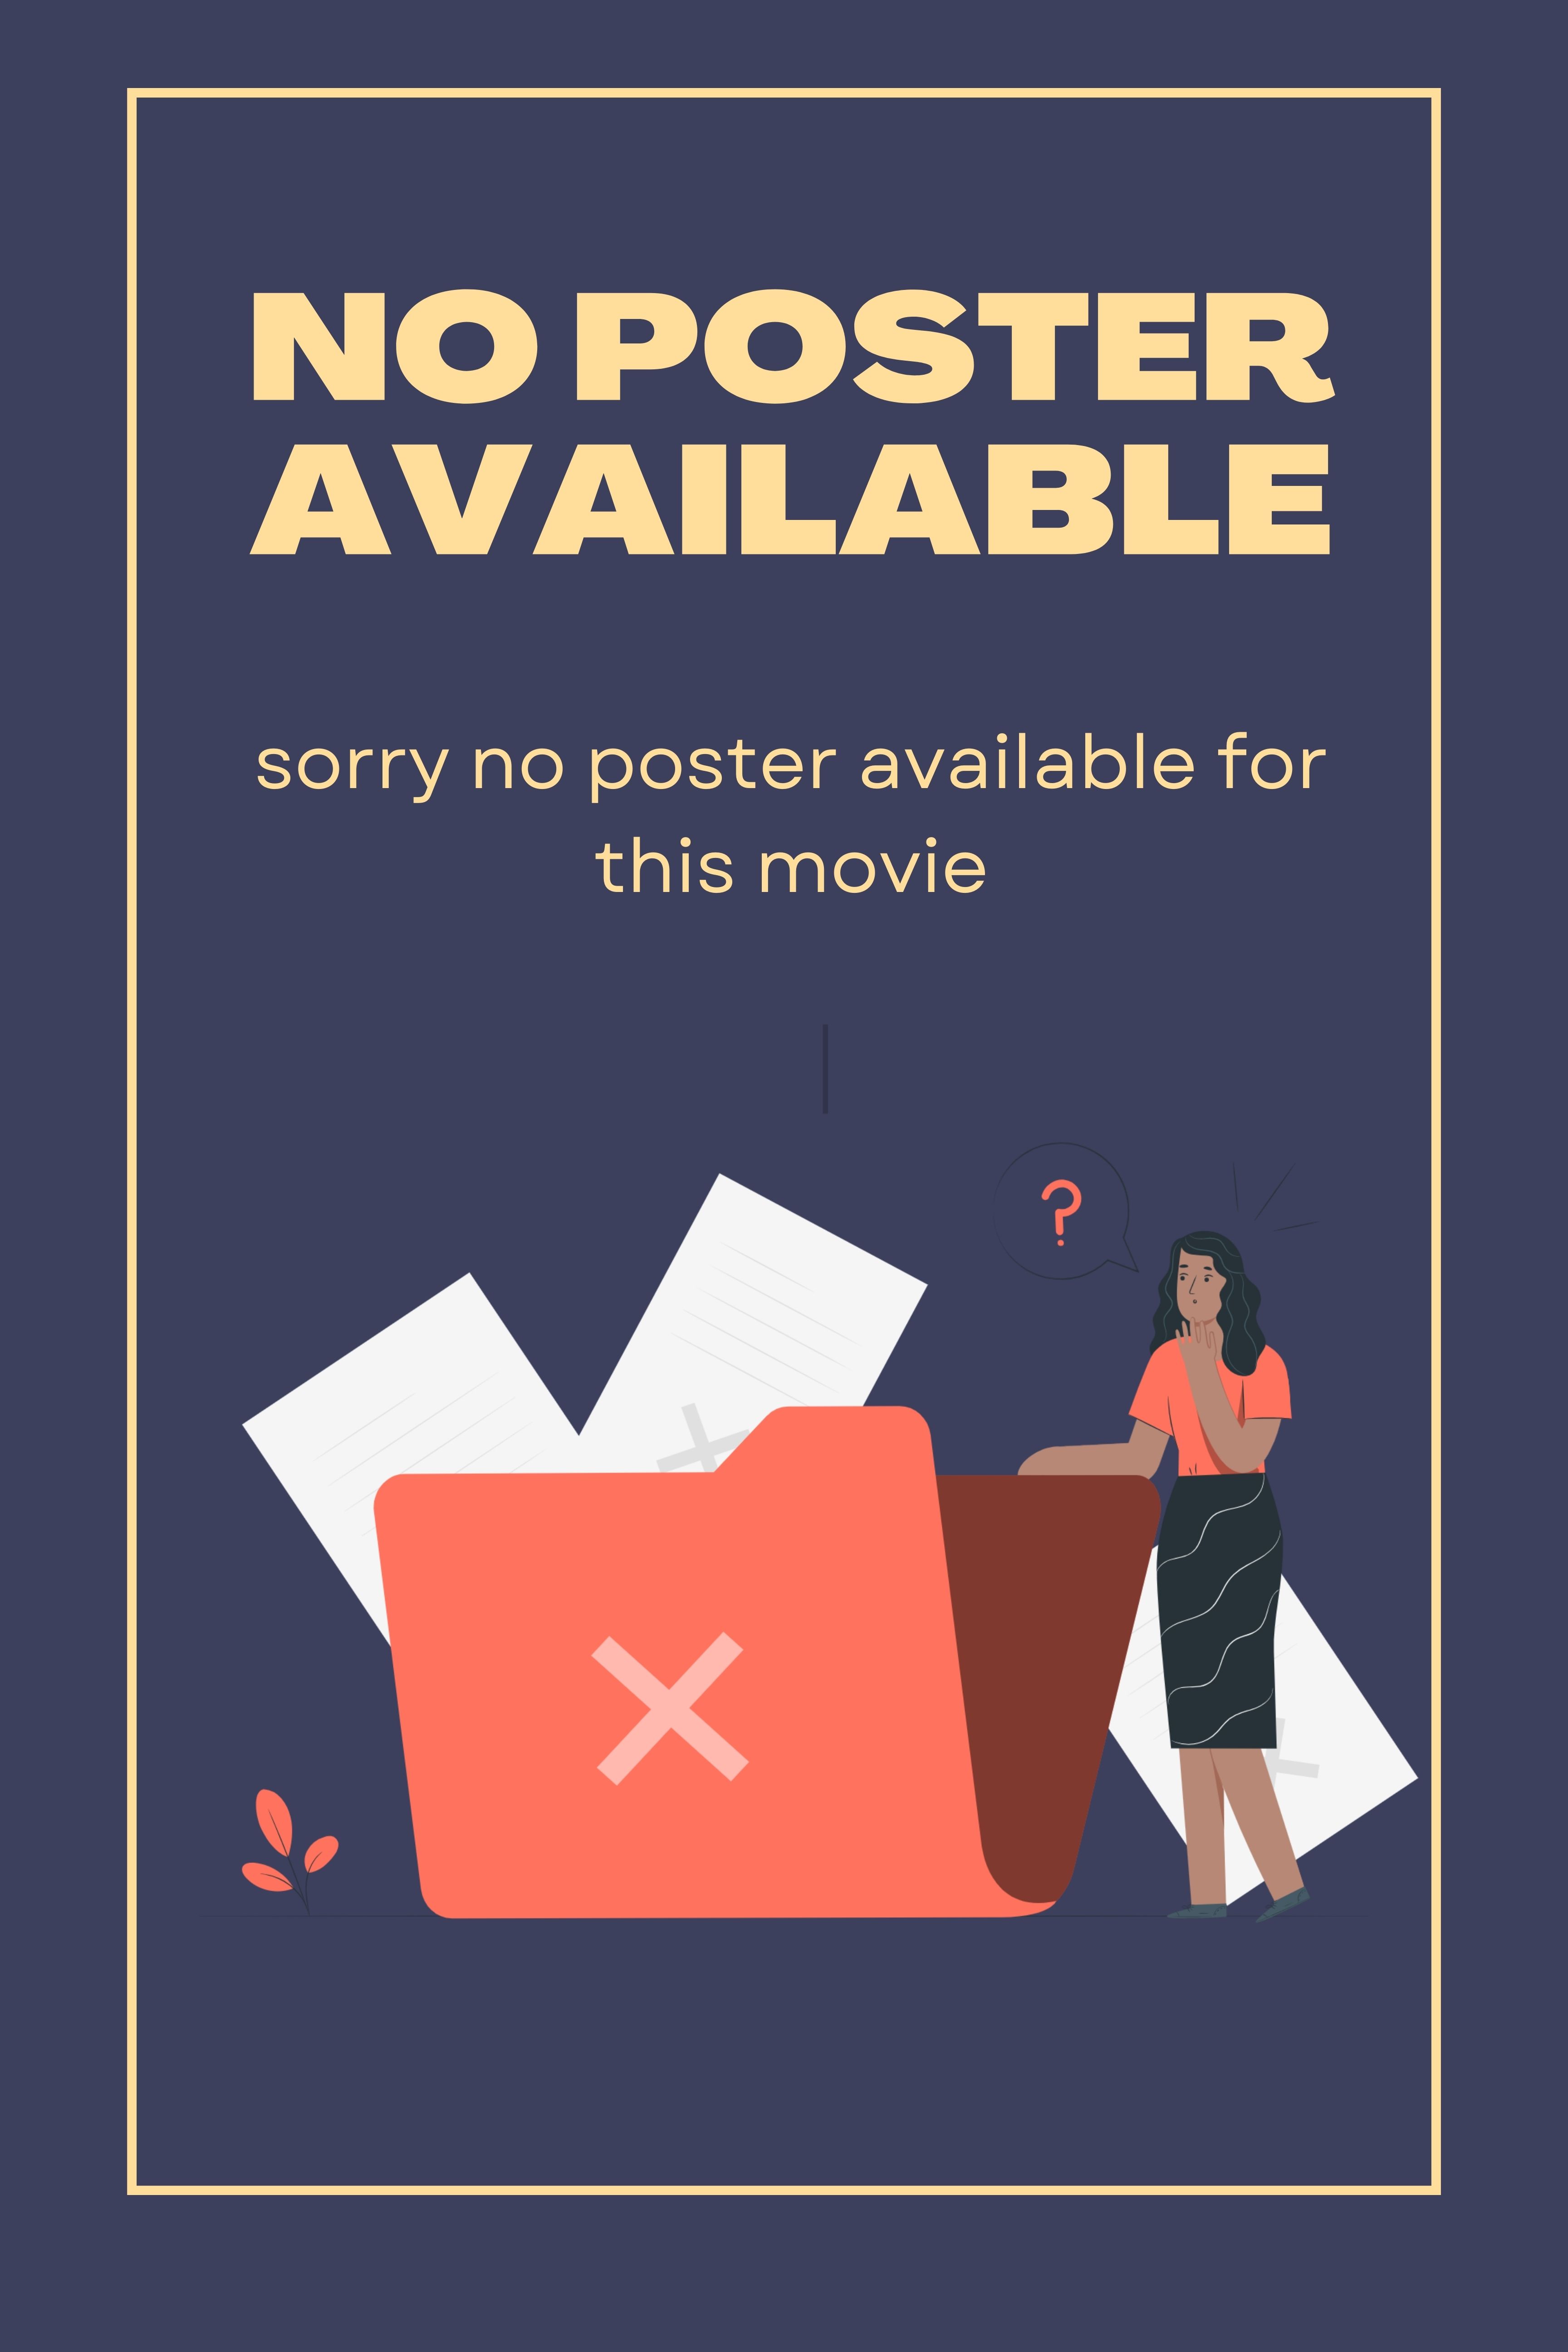 NO POSTER
AVAILABLE
sorry no poster available for
this movie
?